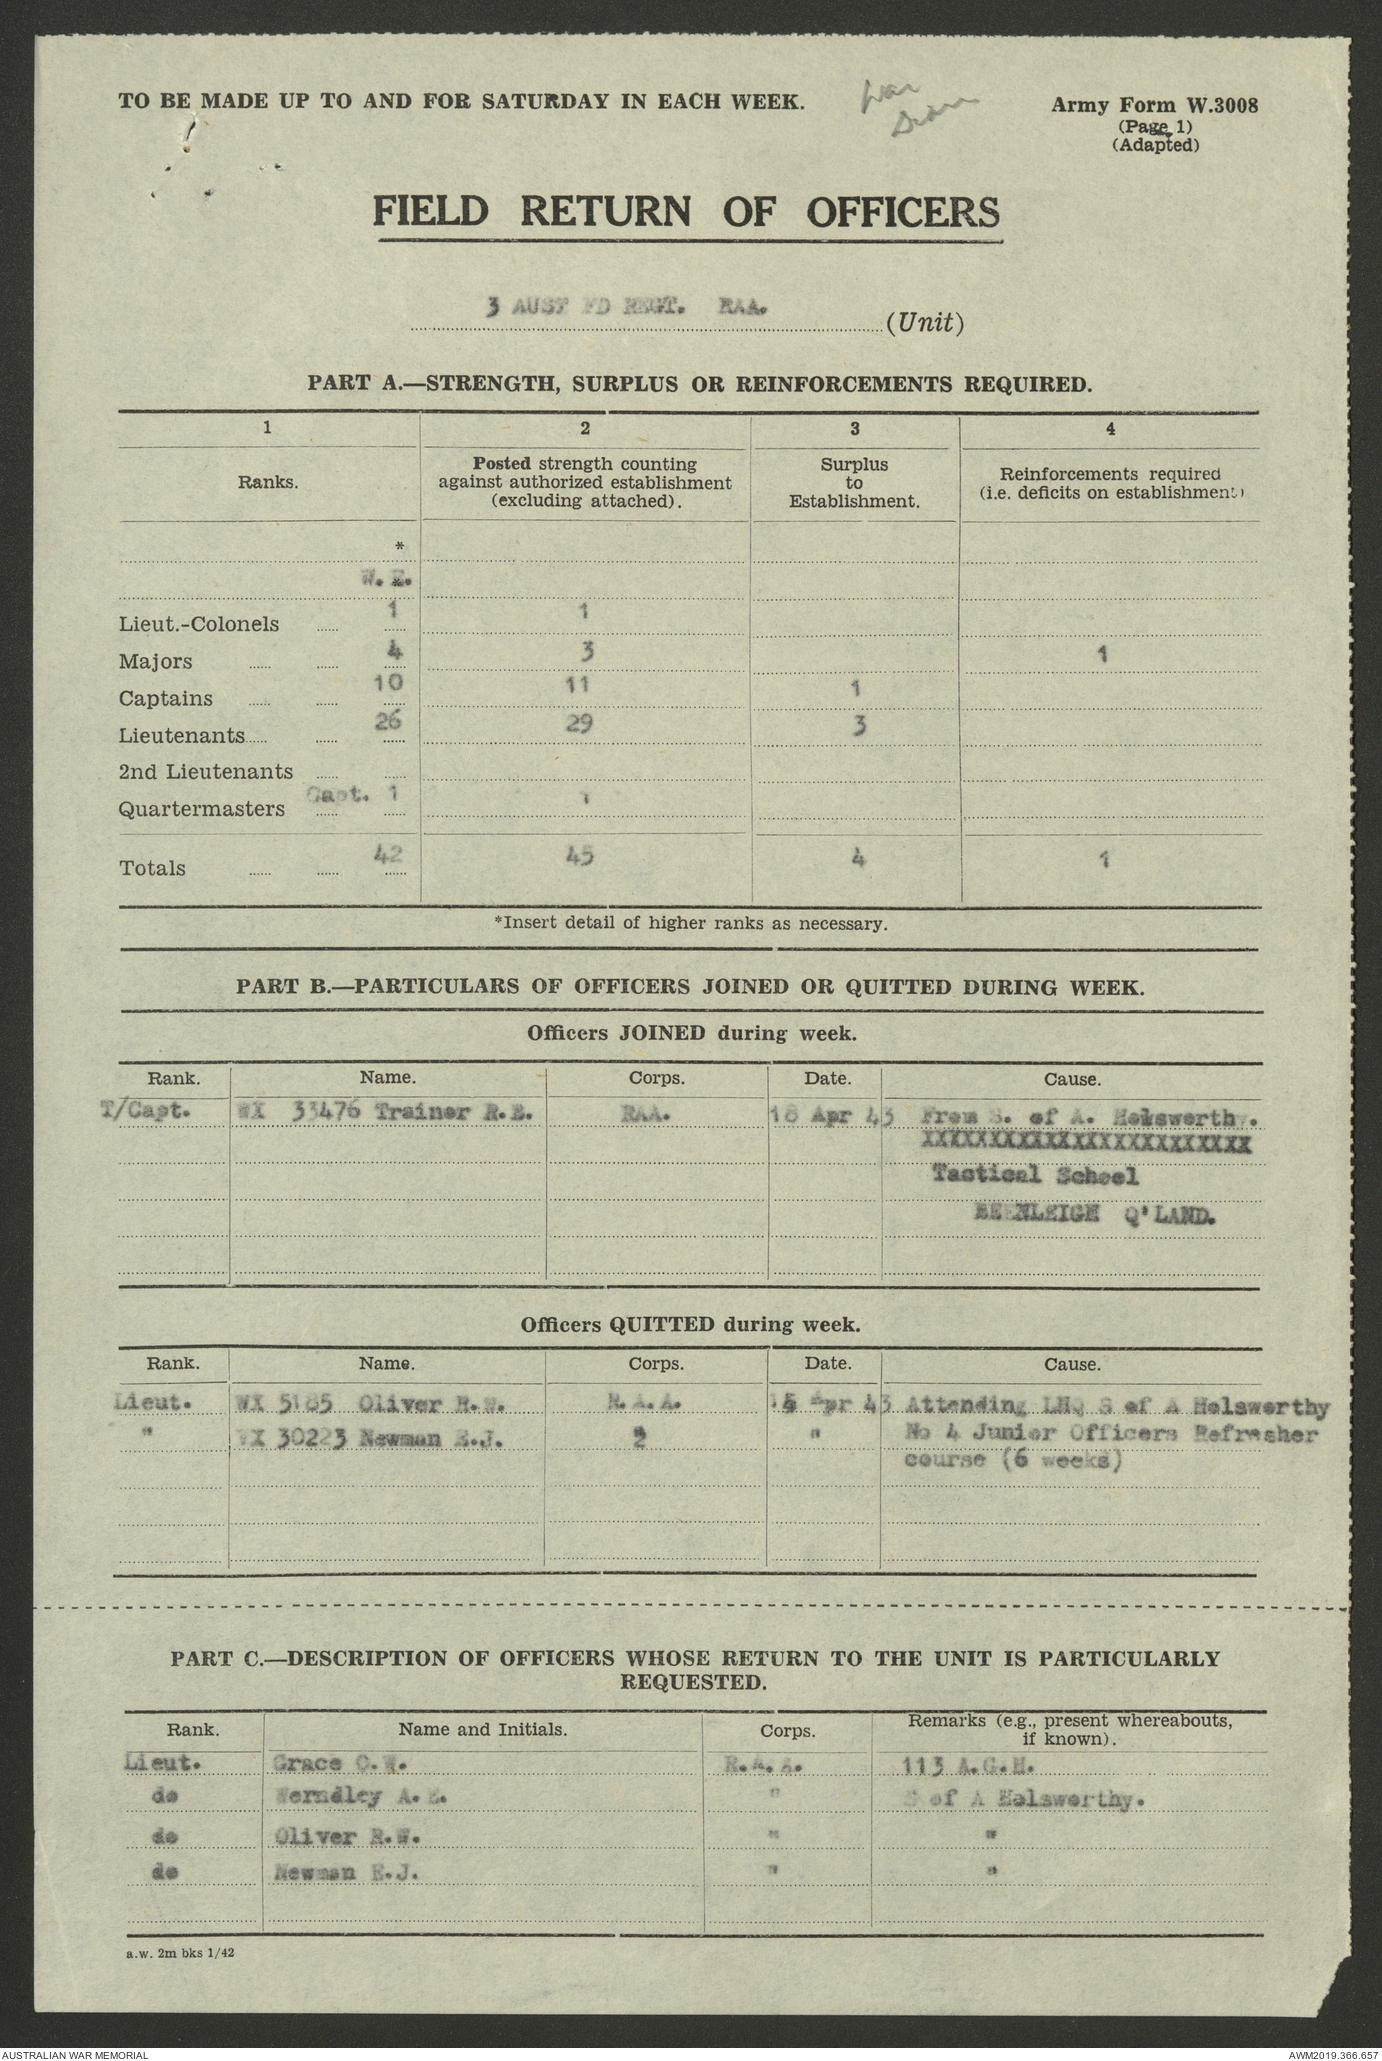 TO BE MADE UP TO AND FOR SATURDAY IN EACH WEEK.
War
Army Form W.3008
(Page 1)
(Adapted)
FIELD RETURN OF OFFICERS
3 AUST FD REGT. RAA. (Unit)
PART A.—STRENGTH, SURPLUS OR REINFORCEMENTS REQUIRED.
1 2 3 4
Ranks. Posted strength counting against authorized establishment (excluding attached). Surplus to Establishment. Reinforcements required (i.e. deficits on establishment)
*
W. E.
Lieut.-Colonels 1 1
Majors 4 3 1
Captains 10 11 1
Lieutenants 26 29 3
2nd Lieutenants
Quartermasters Capt. 1 1
Totals 42 45 4 1
*Insert detail of higher ranks as necessary.
PART B.—PARTICULARS OF OFFICERS JOINED OR QUITTED DURING WEEK.
Officers JOINED during week.
Rank. Name. Corps. Date. Cause.
T/Capt. WX 33476 Trainor R.E. RAA. 18 Apr 43 From S. of A. Holsworthy.
XXXXXXXXXXXXXXXXXXXXXXXX
Tactical School
BEENLEIGH Q'LAND.
Officers QUITTED during week.
Rank. Name. Corps. Date. Cause.
Lieut. WX 5185 Oliver R.W. R.A.A. 15 Apr 43 Attending LHQ S of A Holsworthy
" VX 30223 Newman E.J. " " No 4 Junior Officers Refresher
course (6 weeks)
PART C.—DESCRIPTION OF OFFICERS WHOSE RETURN TO THE UNIT IS PARTICULARLY
REQUESTED.
Rank. Name and Initials. Corps. Remarks (e.g., present whereabouts, if known).
Lieut. Grace O.W. R.A.A. 113 A.G.H.
do Werndley A.E. " S of A Holsworthy.
do Oliver R.W. " "
do Newman E.J. " "
a.w. 2m bks 1/42
AUSTRALIAN WAR MEMORIAL
AWM2019.366.657